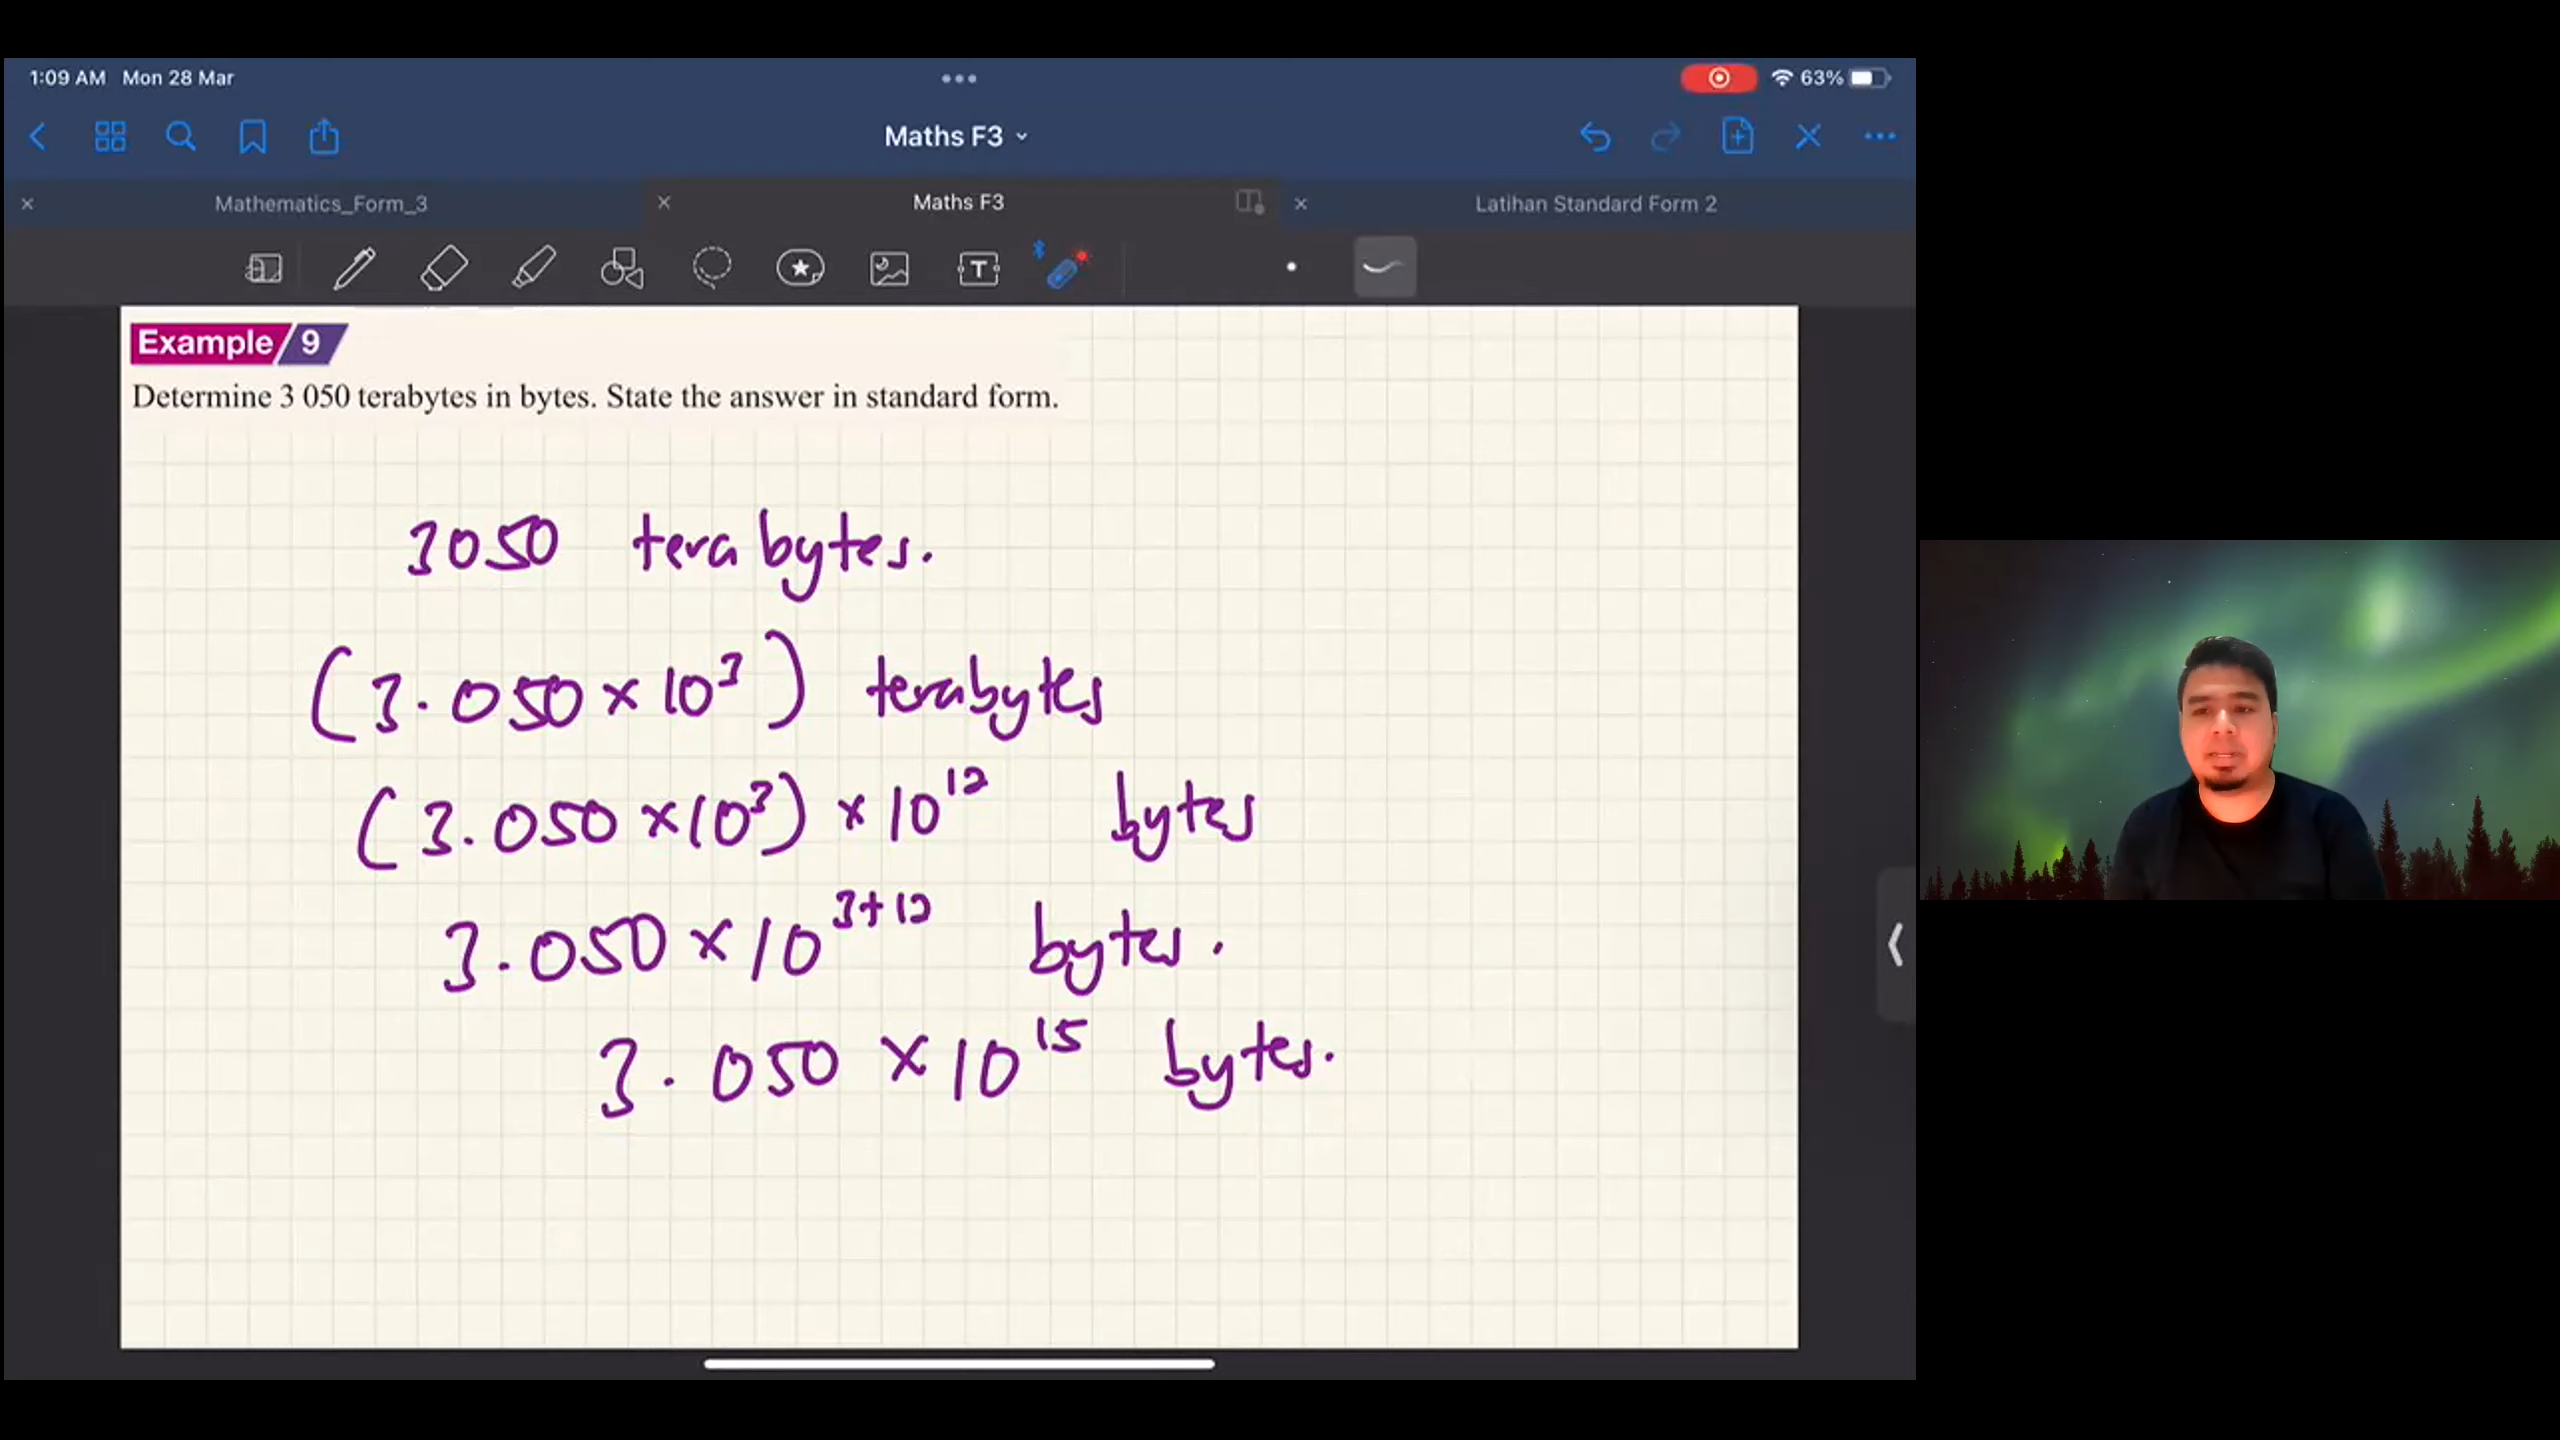 1:09 AM Mon 28 Mar
63%
Maths F3
Mathematics_Form_3
Maths F3
Latihan Standard Form 2
T
Example 9
Determine 3 050 terabytes in bytes. State the answer in standard form.
3050 terabytes.
(3.050 × 10³) terabytes
(3.050 × 10³) × 10¹² bytes
3.050 × 10³⁺¹² bytes.
3.050 × 10¹⁵ bytes.